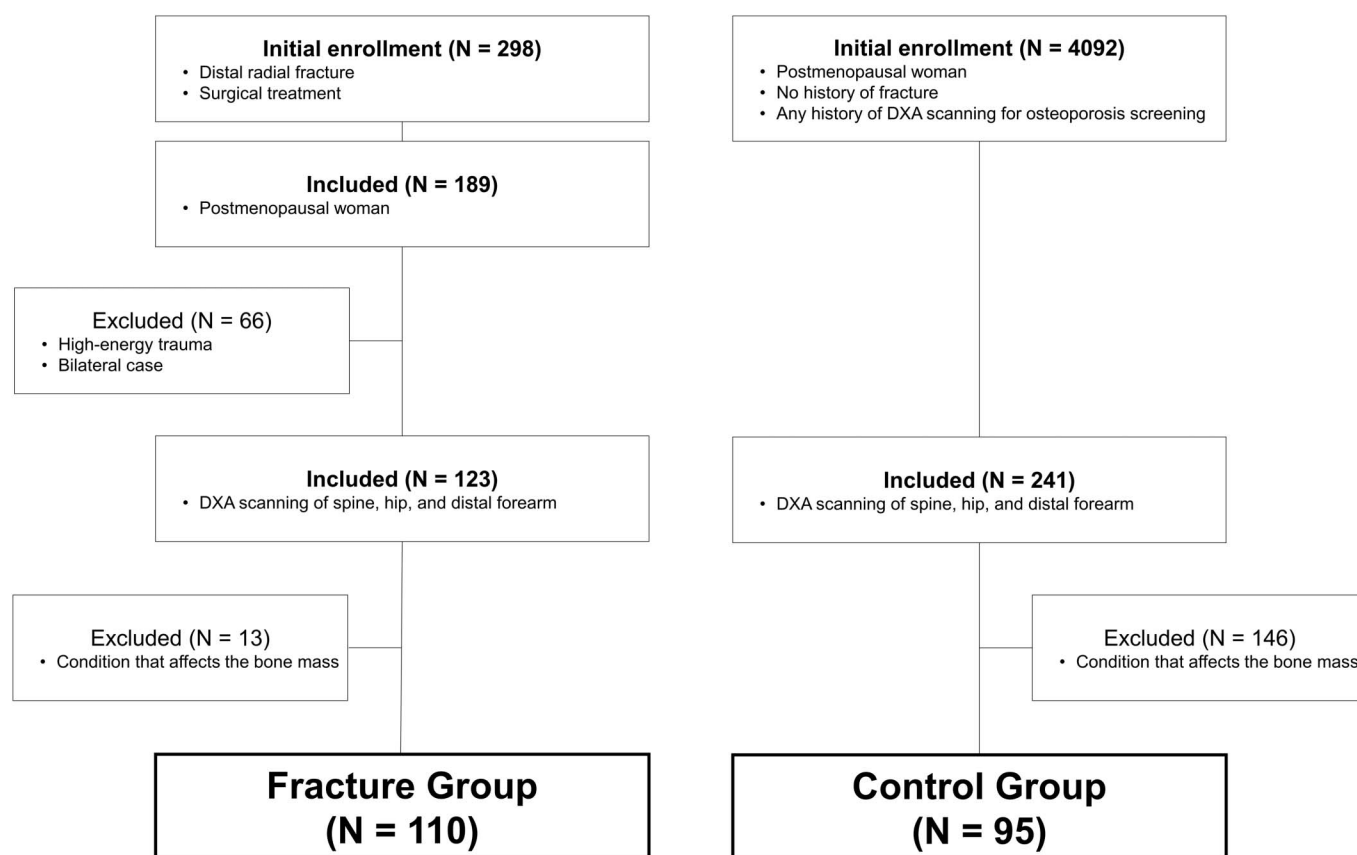 Initial enrollment (N = 298)
• Distal radial fracture
• Surgical treatment
Included (N = 189)
• Postmenopausal woman
Excluded (N = 66)
• High-energy trauma
• Bilateral case
Included (N = 123)
• DXA scanning of spine, hip, and distal forearm
Excluded (N = 13)
• Condition that affects the bone mass
Fracture Group
(N = 110)
Initial enrollment (N = 4092)
• Postmenopausal woman
• No history of fracture
• Any history of DXA scanning for osteoporosis screening
Included (N = 241)
• DXA scanning of spine, hip, and distal forearm
Excluded (N = 146)
• Condition that affects the bone mass
Control Group
(N = 95)